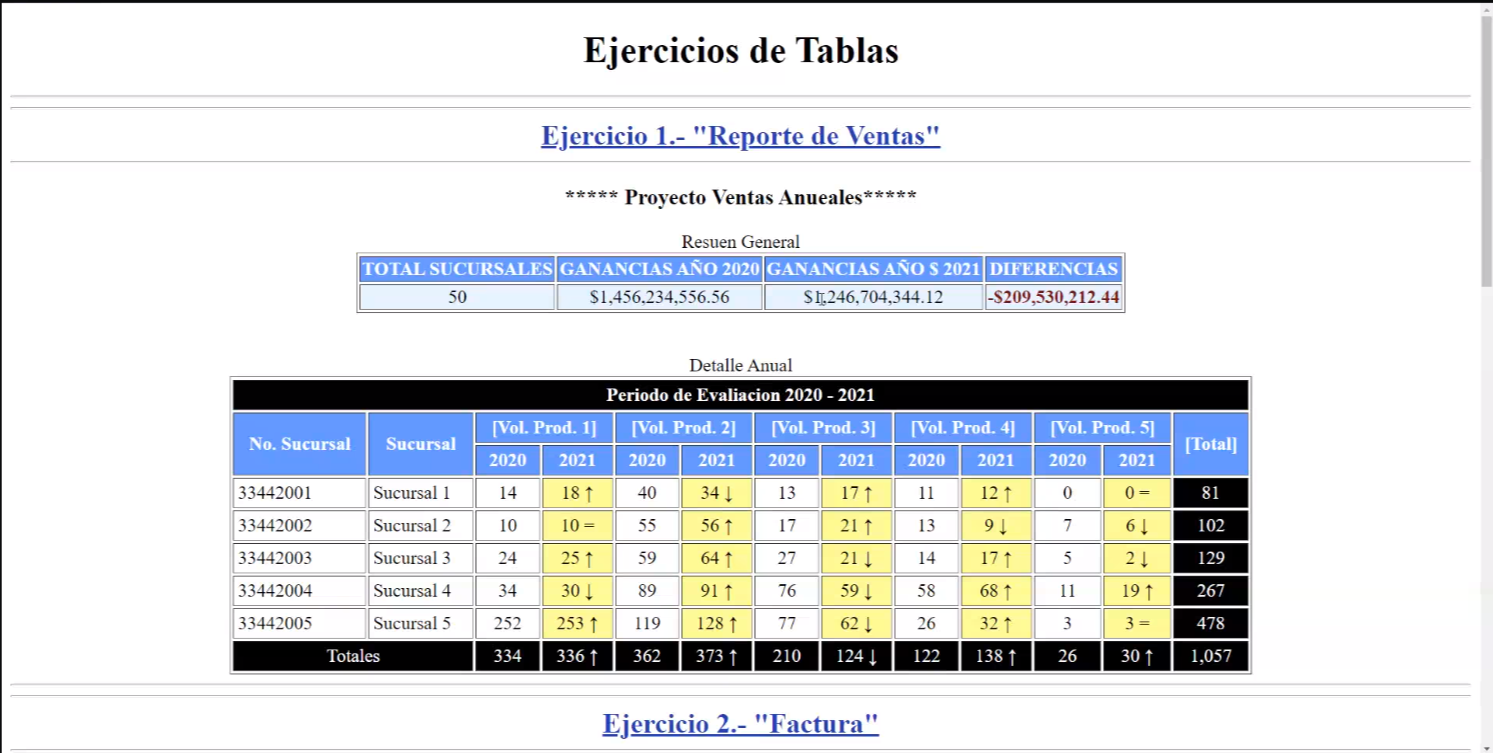 Ejercicios de Tablas
Ejercicio 1.- "Reporte de Ventas"
***** Proyecto Ventas Anueales*****
Resuen General
TOTAL SUCURSALES GANANCIAS AÑO 2020 GANANCIAS AÑO $ 2021 DIFERENCIAS
50 $1,456,234,556.56 $1,246,704,344.12 -$209,530,212.44
Detalle Anual
Periodo de Evaliacion 2020 - 2021
No. Sucursal Sucursal [Vol. Prod. 1] [Vol. Prod. 2] [Vol. Prod. 3] [Vol. Prod. 4] [Vol. Prod. 5] [Total]
2020 2021 2020 2021 2020 2021 2020 2021 2020 2021
33442001 Sucursal 1 14 18 ↑ 40 34 ↓ 13 17 ↑ 11 12 ↑ 0 0 = 81
33442002 Sucursal 2 10 10 = 55 56 ↑ 17 21 ↑ 13 9 ↓ 7 6 ↓ 102
33442003 Sucursal 3 24 25 ↑ 59 64 ↑ 27 21 ↓ 14 17 ↑ 5 2 ↓ 129
33442004 Sucursal 4 34 30 ↓ 89 91 ↑ 76 59 ↓ 58 68 ↑ 11 19 ↑ 267
33442005 Sucursal 5 252 253 ↑ 119 128 ↑ 77 62 ↓ 26 32 ↑ 3 3 = 478
Totales 334 336 ↑ 362 373 ↑ 210 124 ↓ 122 138 ↑ 26 30 ↑ 1,057
Ejercicio 2.- "Factura"